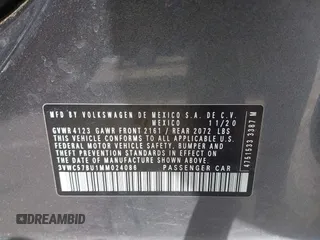 MFD BY VOLKSWAGEN DE MEXICO S.A. DE C.V.
MEXICO 11/20
GVWR 4123 GAWR FRONT 2161 / REAR 2072 LBS
THIS VEHICLE CONFORMS TO ALL APPLICABLE U.S.
FEDERAL MOTOR VEHICLE SAFETY, BUMPER, AND
THEFT PREVENTION STANDARDS IN EFFECT ON
THE DATE OF MANUFACTURE SHOWN ABOVE.
3VWC57BU1MM024086 PASSENGER CAR
4751533 3367 M